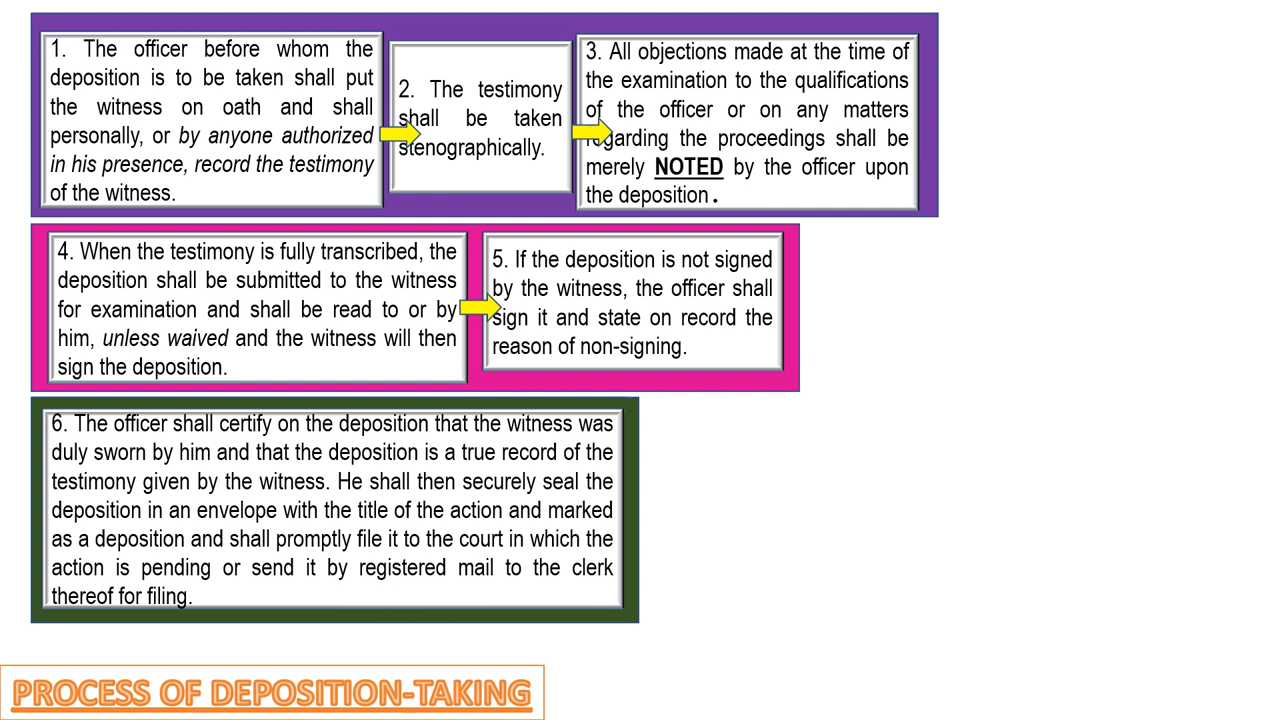 1. The officer before whom the
deposition is to be taken shall put
the witness on oath and shall
personally, or by anyone authorized
in his presence, record the testimony
of the witness.
2. The testimony
shall be taken
stenographically.
3. All objections made at the time of
the examination to the qualifications
of the officer or on any matters
regarding the proceedings shall be
merely NOTED by the officer upon
the deposition.
4. When the testimony is fully transcribed, the
deposition shall be submitted to the witness
for examination and shall be read to or by
him, unless waived and the witness will then
sign the deposition.
5. If the deposition is not signed
by the witness, the officer shall
sign it and state on record the
reason of non-signing.
6. The officer shall certify on the deposition that the witness was
duly sworn by him and that the deposition is a true record of the
testimony given by the witness. He shall then securely seal the
deposition in an envelope with the title of the action and marked
as a deposition and shall promptly file it to the court in which the
action is pending or send it by registered mail to the clerk
thereof for filing.
PROCESS OF DEPOSITION-TAKING